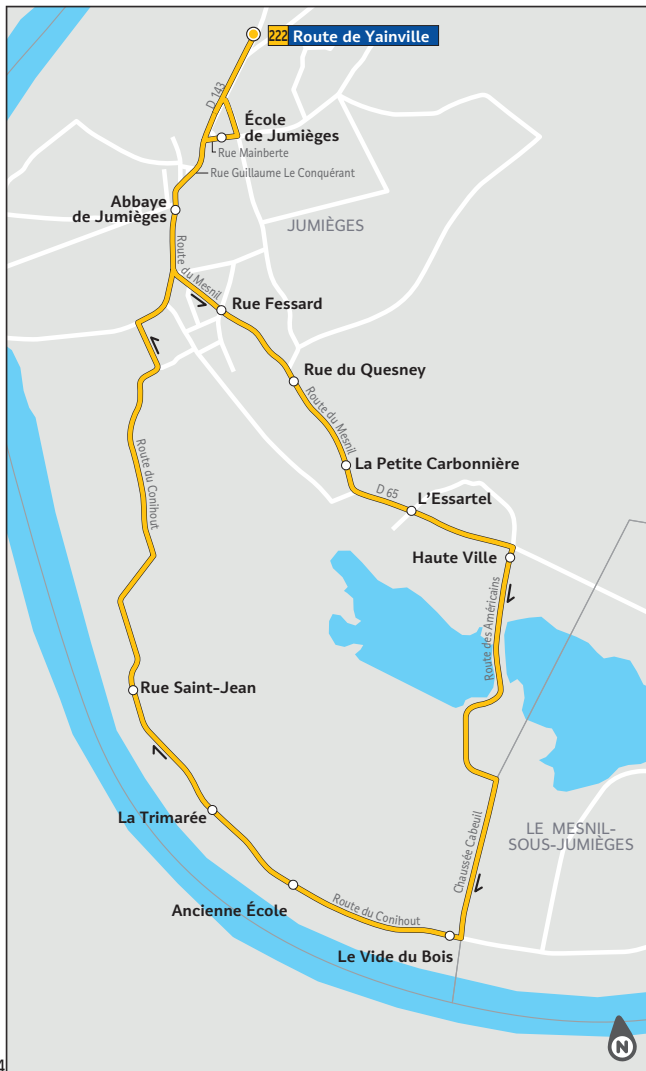 222 Route de Yainville
D 143
École
de Jumièges
Rue Mainberte
Rue Guillaume Le Conquérant
Abbaye
de Jumièges
JUMIÈGES
Route du Mesnil
Rue Fessard
Rue du Quesney
Route du Mesnil
La Petite Carbonnière
D 65
L'Essartel
Haute Ville
Route du Conihout
Route des Américains
Rue Saint-Jean
La Trimarée
Chaussée Cabeuil
LE MESNIL-
SOUS-JUMIÈGES
Ancienne École
Route du Conihout
Le Vide du Bois
N
4